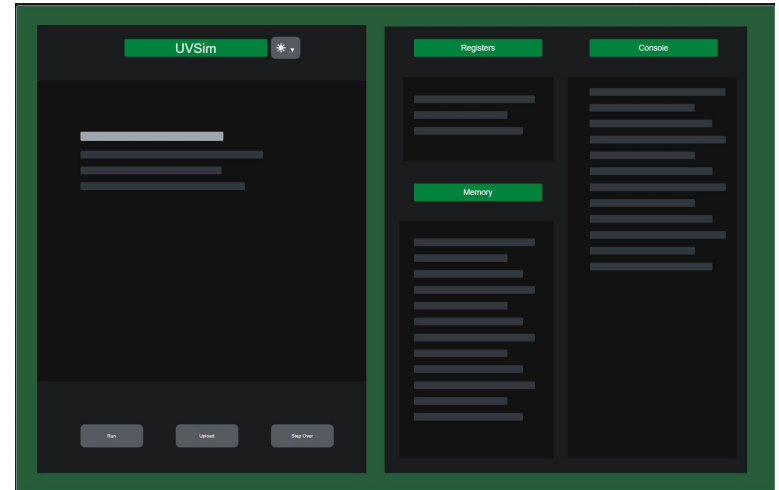 UVSim
Registers
Console
Memory
Run
Upload
Step Over